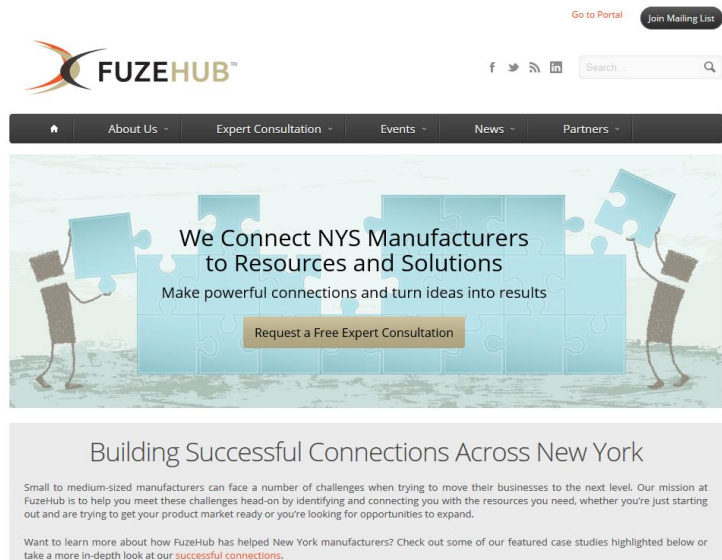 Go to Portal
Join Mailing List
FUZEHUB™
Search ...
About Us
Expert Consultation
Events
News
Partners
We Connect NYS Manufacturers
to Resources and Solutions
Make powerful connections and turn ideas into results
Request a Free Expert Consultation
Building Successful Connections Across New York
Small to medium-sized manufacturers can face a number of challenges when trying to move their businesses to the next level. Our mission at
FuzeHub is to help you meet these challenges head-on by identifying and connecting you with the resources you need, whether you're just starting
out and are trying to get your product market ready or you're looking for opportunities to expand.
Want to learn more about how FuzeHub has helped New York manufacturers? Check out some of our featured case studies highlighted below or
take a more in-depth look at our successful connections.